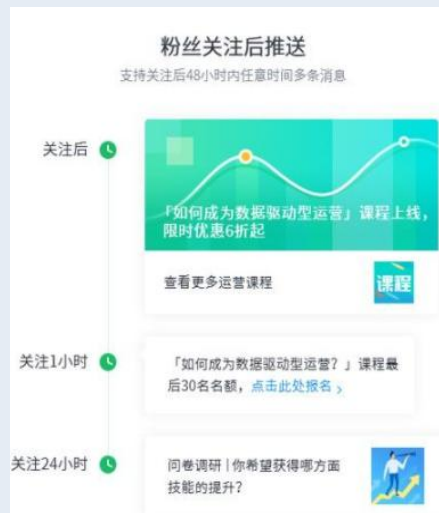 粉丝关注后推送
支持关注后48小时内任意时间多条消息
关注后
「如何成为数据驱动型运营」课程上线，
限时优惠6折起
查看更多运营课程
课程
关注1小时
「如何成为数据驱动型运营？」课程最
后30名名额，点击此处报名 >
关注24小时
问卷调研 | 你希望获得哪方面
技能的提升？